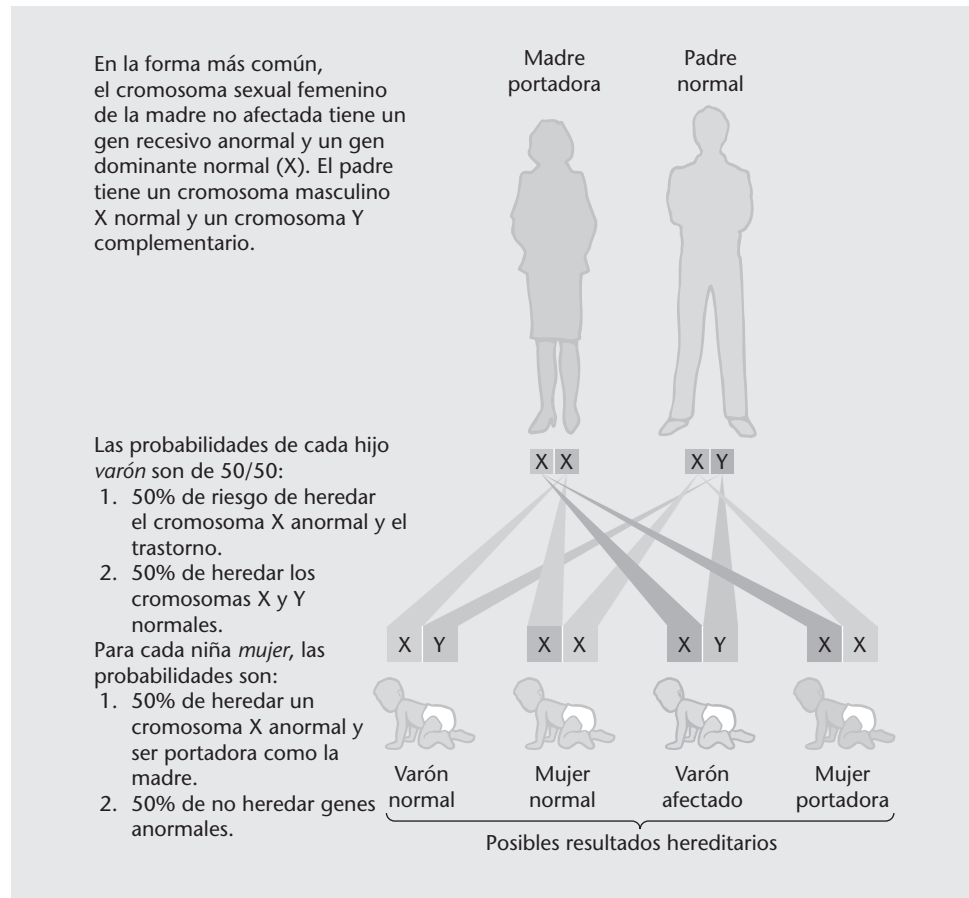 En la forma más común,
el cromosoma sexual femenino
de la madre no afectada tiene un
gen recesivo anormal y un gen
dominante normal (X). El padre
tiene un cromosoma masculino
X normal y un cromosoma Y
complementario.
Madre
portadora
Padre
normal
Las probabilidades de cada hijo
varón son de 50/50:
1. 50% de riesgo de heredar
el cromosoma X anormal y el
trastorno.
2. 50% de heredar los
cromosomas X y Y
normales.
Para cada niña mujer, las
probabilidades son:
1. 50% de heredar un
cromosoma X anormal y
ser portadora como la
madre.
2. 50% de no heredar genes
anormales.
X X
X Y
X Y
X X
X Y
X X
Varón
normal
Mujer
normal
Varón
afectado
Mujer
portadora
Posibles resultados hereditarios